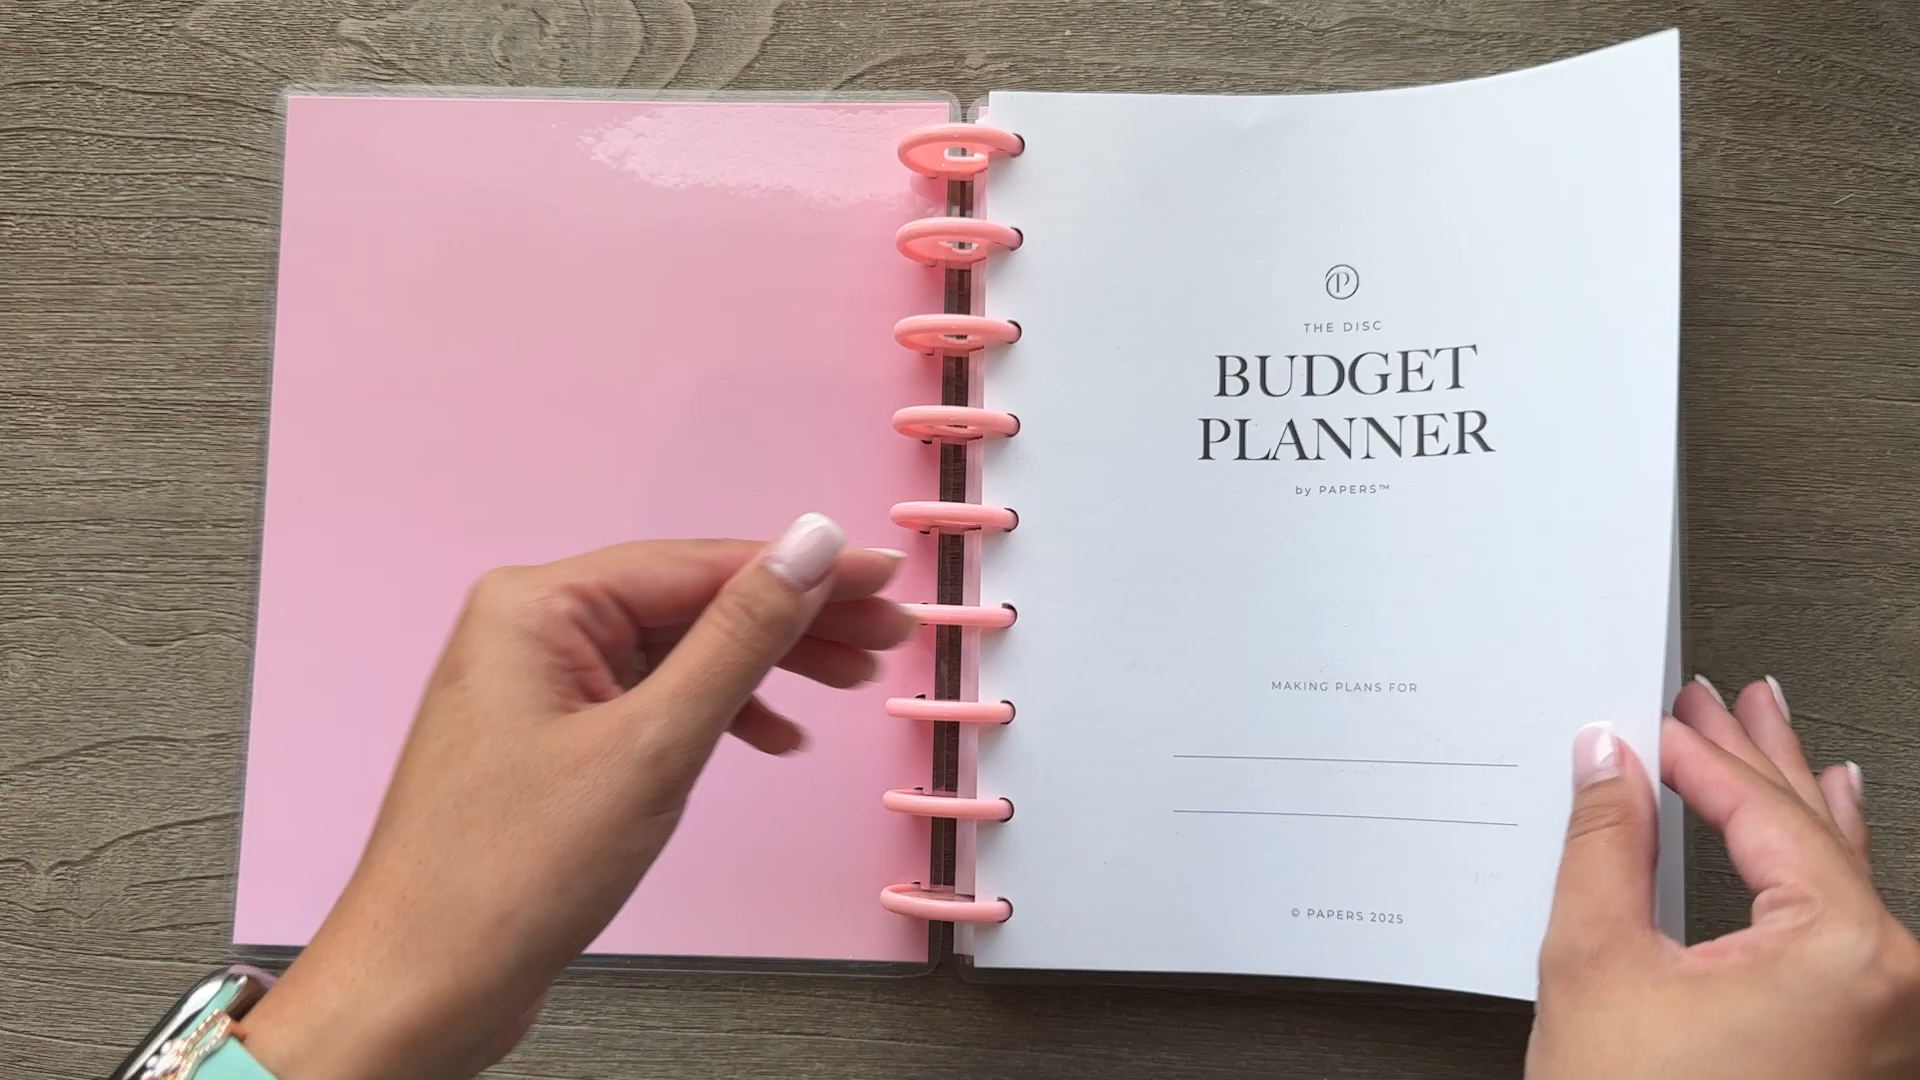 P
THE DISC
BUDGET
PLANNER
by PAPERS™
MAKING PLANS FOR
© PAPERS 2025